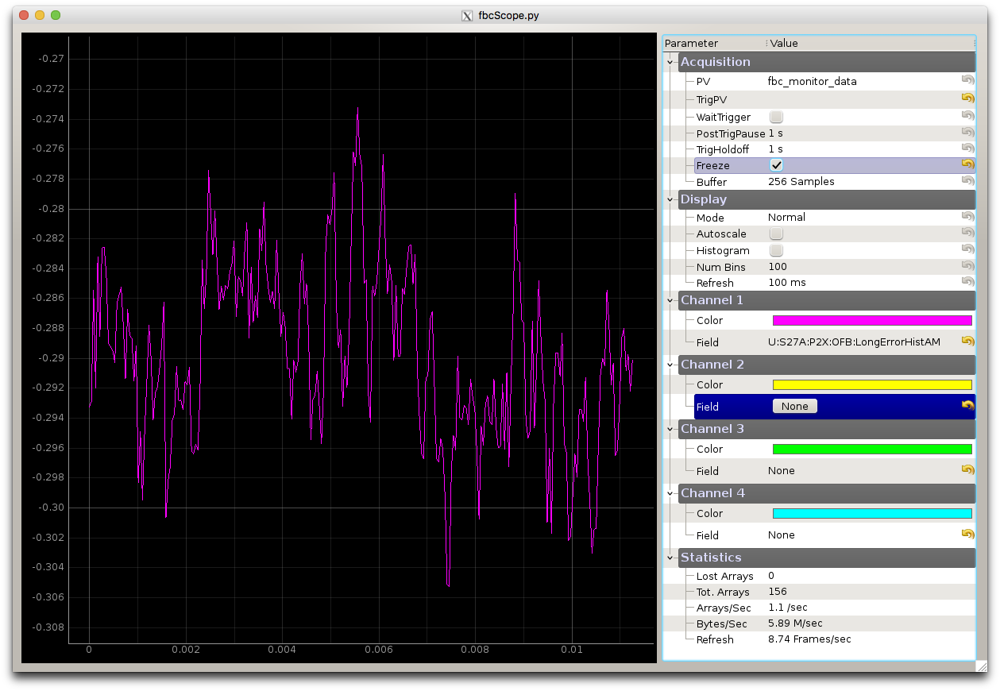 X fbcScope.py
-0.27
-0.272
-0.274
-0.276
-0.278
-0.28
-0.282
-0.284
-0.286
-0.288
-0.29
-0.292
-0.294
-0.296
-0.298
-0.30
-0.302
-0.304
-0.306
-0.308
0 0.002 0.004 0.006 0.008 0.01
Parameter Value
Acquisition
PV fbc_monitor_data
TrigPV
WaitTrigger
PostTrigPause 1 s
TrigHoldoff 1 s
Freeze
Buffer 256 Samples
Display
Mode Normal
Autoscale
Histogram
Num Bins 100
Refresh 100 ms
Channel 1
Color
Field U:S27A:P2X:OFB:LongErrorHistAM
Channel 2
Color
Field None
Channel 3
Color
Field None
Channel 4
Color
Field None
Statistics
Lost Arrays 0
Tot. Arrays 156
Arrays/Sec 1.1 /sec
Bytes/Sec 5.89 M/sec
Refresh 8.74 Frames/sec